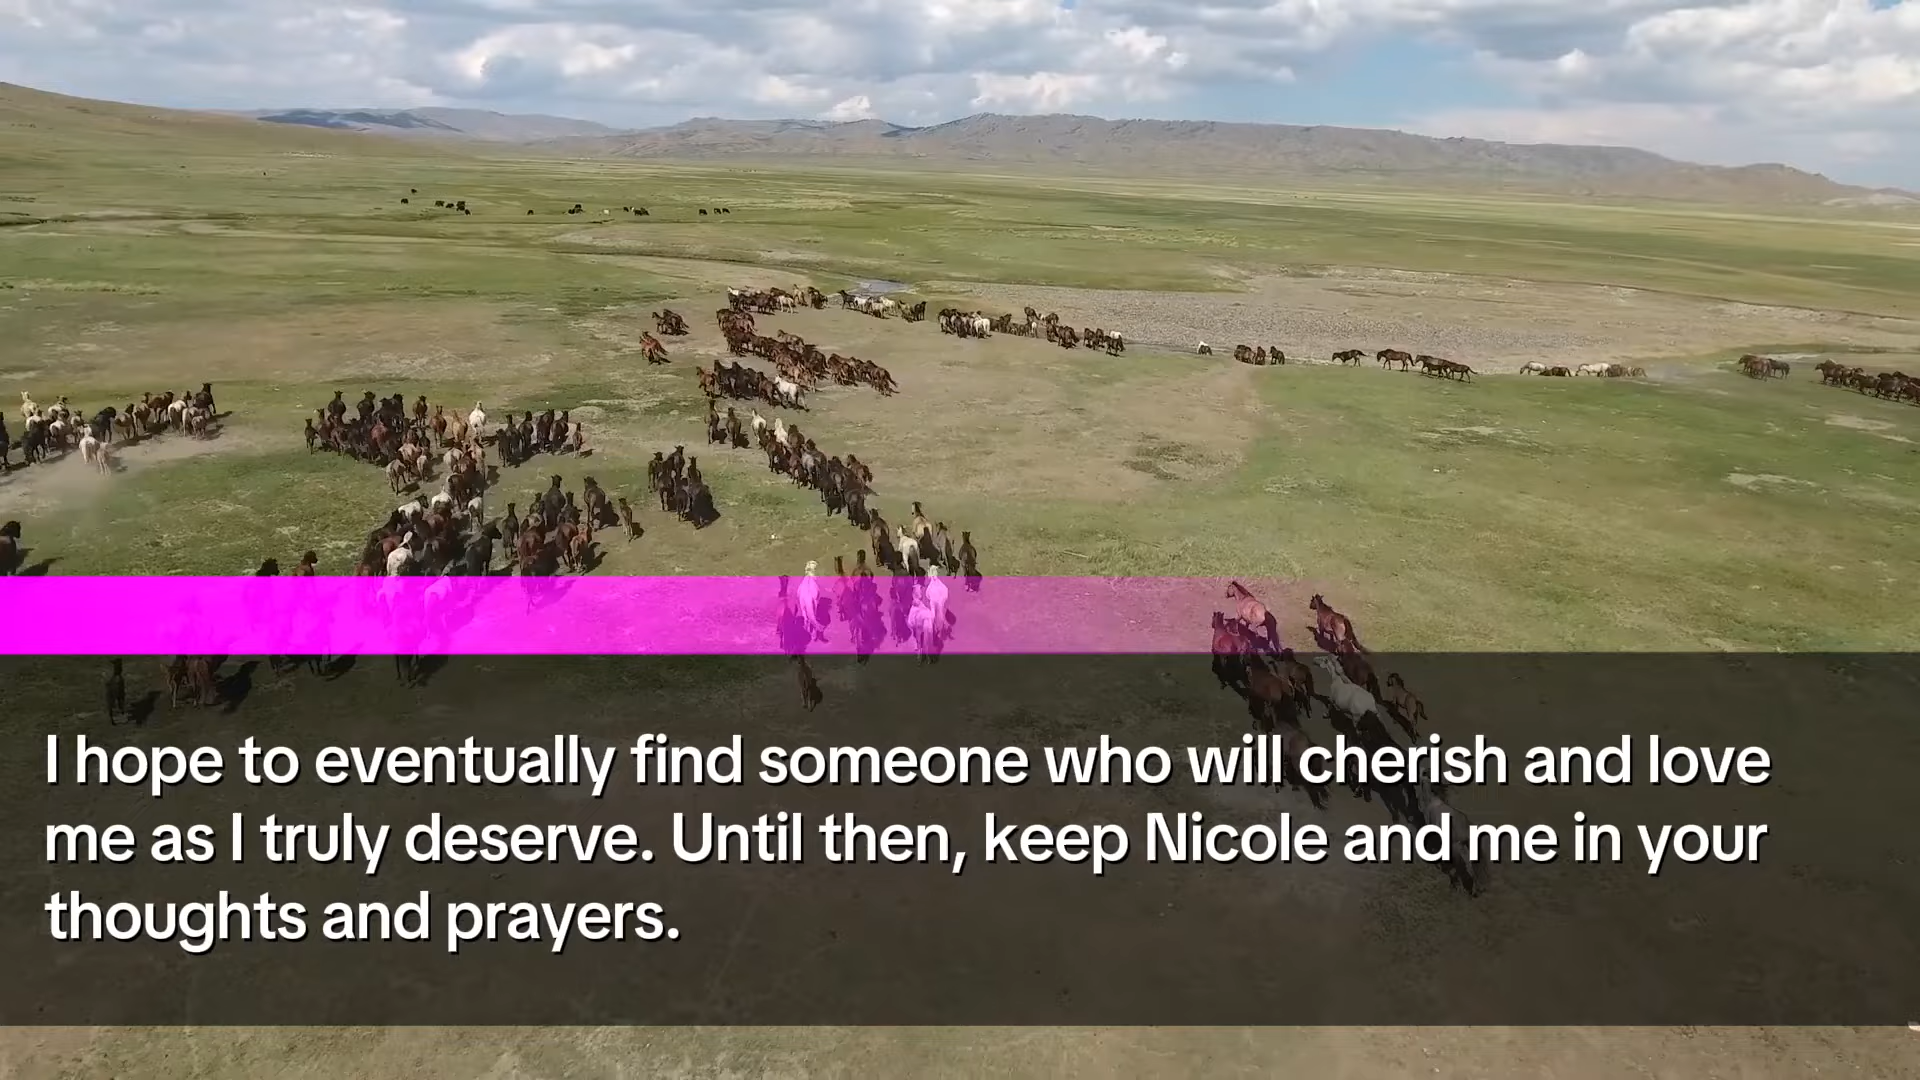 I hope to eventually find someone who will cherish and love
me as I truly deserve. Until then, keep Nicole and me in your
thoughts and prayers.